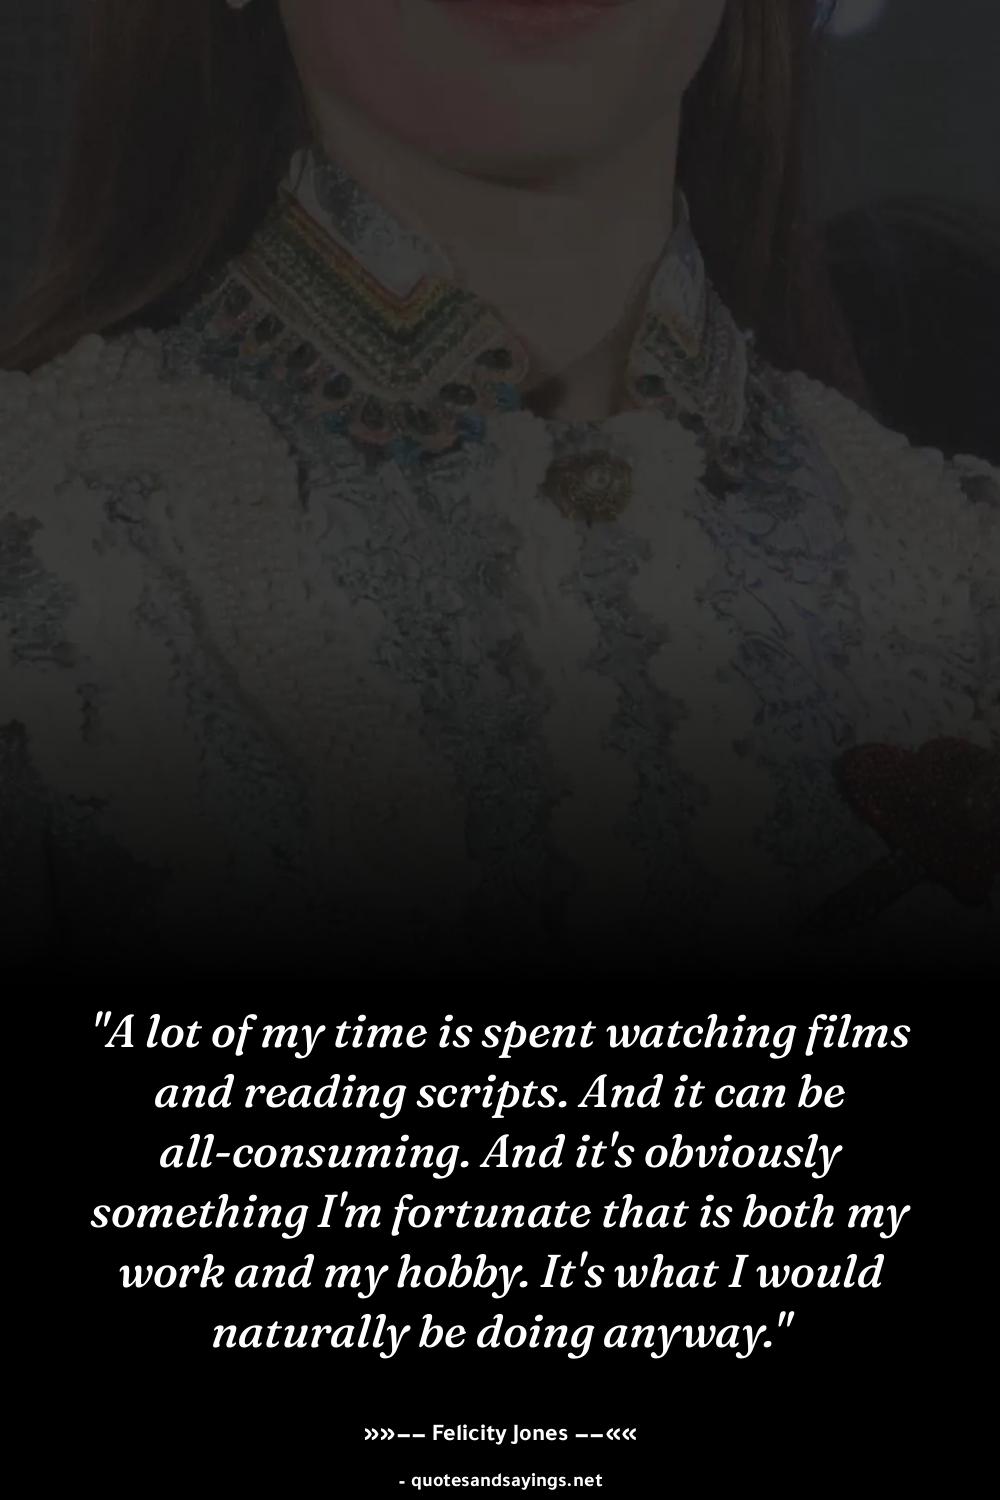 "A lot of my time is spent watching films
and reading scripts. And it can be
all-consuming. And it's obviously
something I'm fortunate that is both my
work and my hobby. It's what I would
naturally be doing anyway."
»»−− Felicity Jones −−««
- quotesandsayings.net